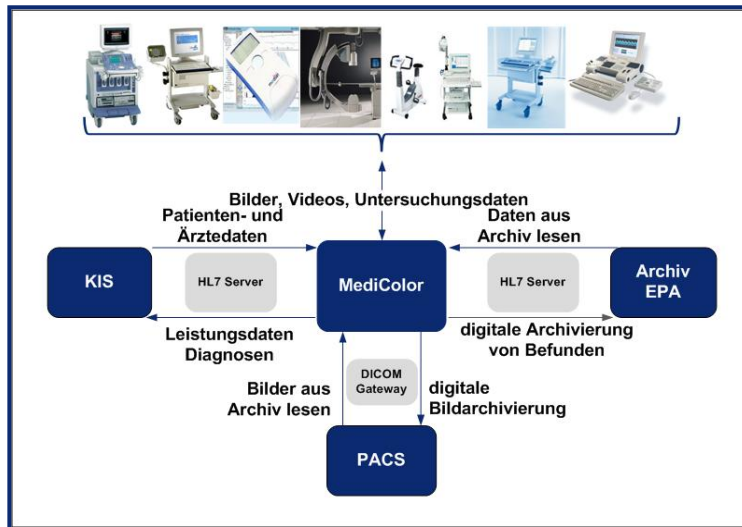 Bilder, Videos, Untersuchungsdaten
Patienten- und
Ärztedaten
Daten aus
Archiv lesen
KIS
HL7 Server
MediColor
HL7 Server
Archiv
EPA
Leistungsdaten
Diagnosen
digitale Archivierung
von Befunden
Bilder aus
Archiv lesen
DICOM
Gateway
digitale
Bildarchivierung
PACS